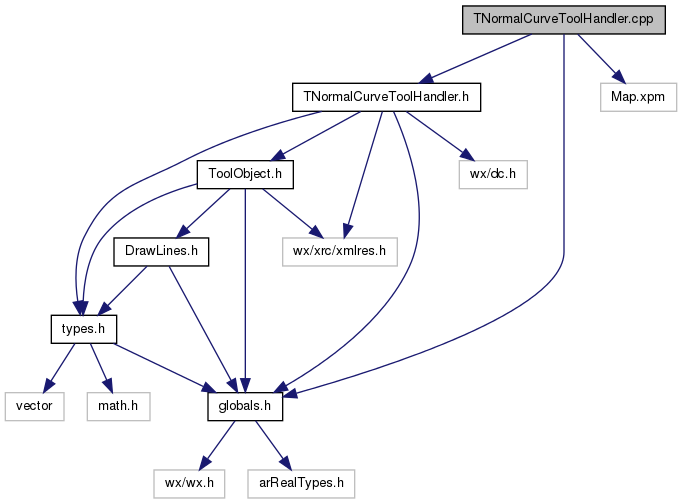 TNormalCurveToolHandler.cpp
TNormalCurveToolHandler.h
Map.xpm
ToolObject.h
wx/dc.h
DrawLines.h
wx/xrc/xmlres.h
types.h
vector
math.h
globals.h
wx/wx.h
arRealTypes.h